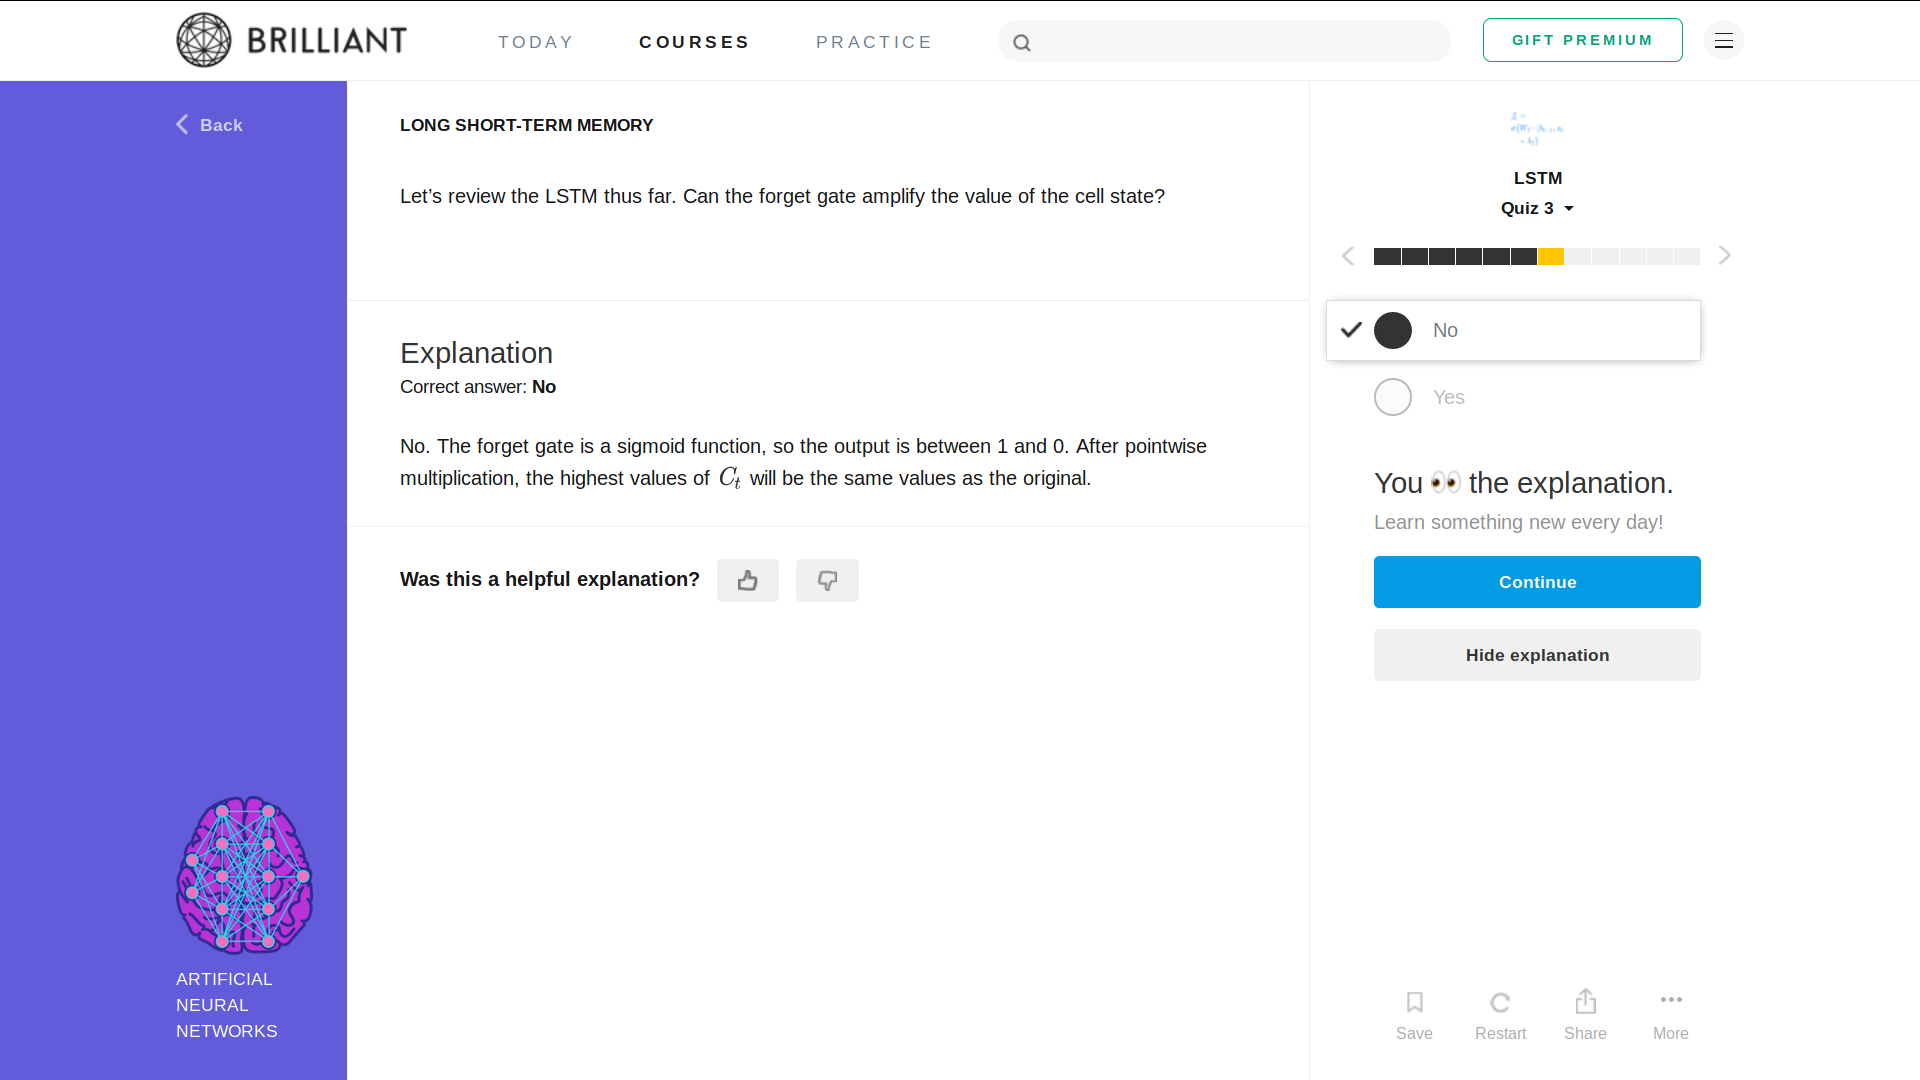 BRILLIANT
TODAY
COURSES
PRACTICE
GIFT PREMIUM
Back
LONG SHORT-TERM MEMORY
Let’s review the LSTM thus far. Can the forget gate amplify the value of the cell state?
Explanation
Correct answer: No
No. The forget gate is a sigmoid function, so the output is between 1 and 0. After pointwise
multiplication, the highest values of C_t will be the same values as the original.
Was this a helpful explanation?
ARTIFICIAL
NEURAL
NETWORKS
LSTM
Quiz 3
No
Yes
You 👀 the explanation.
Learn something new every day!
Continue
Hide explanation
Save
Restart
Share
More